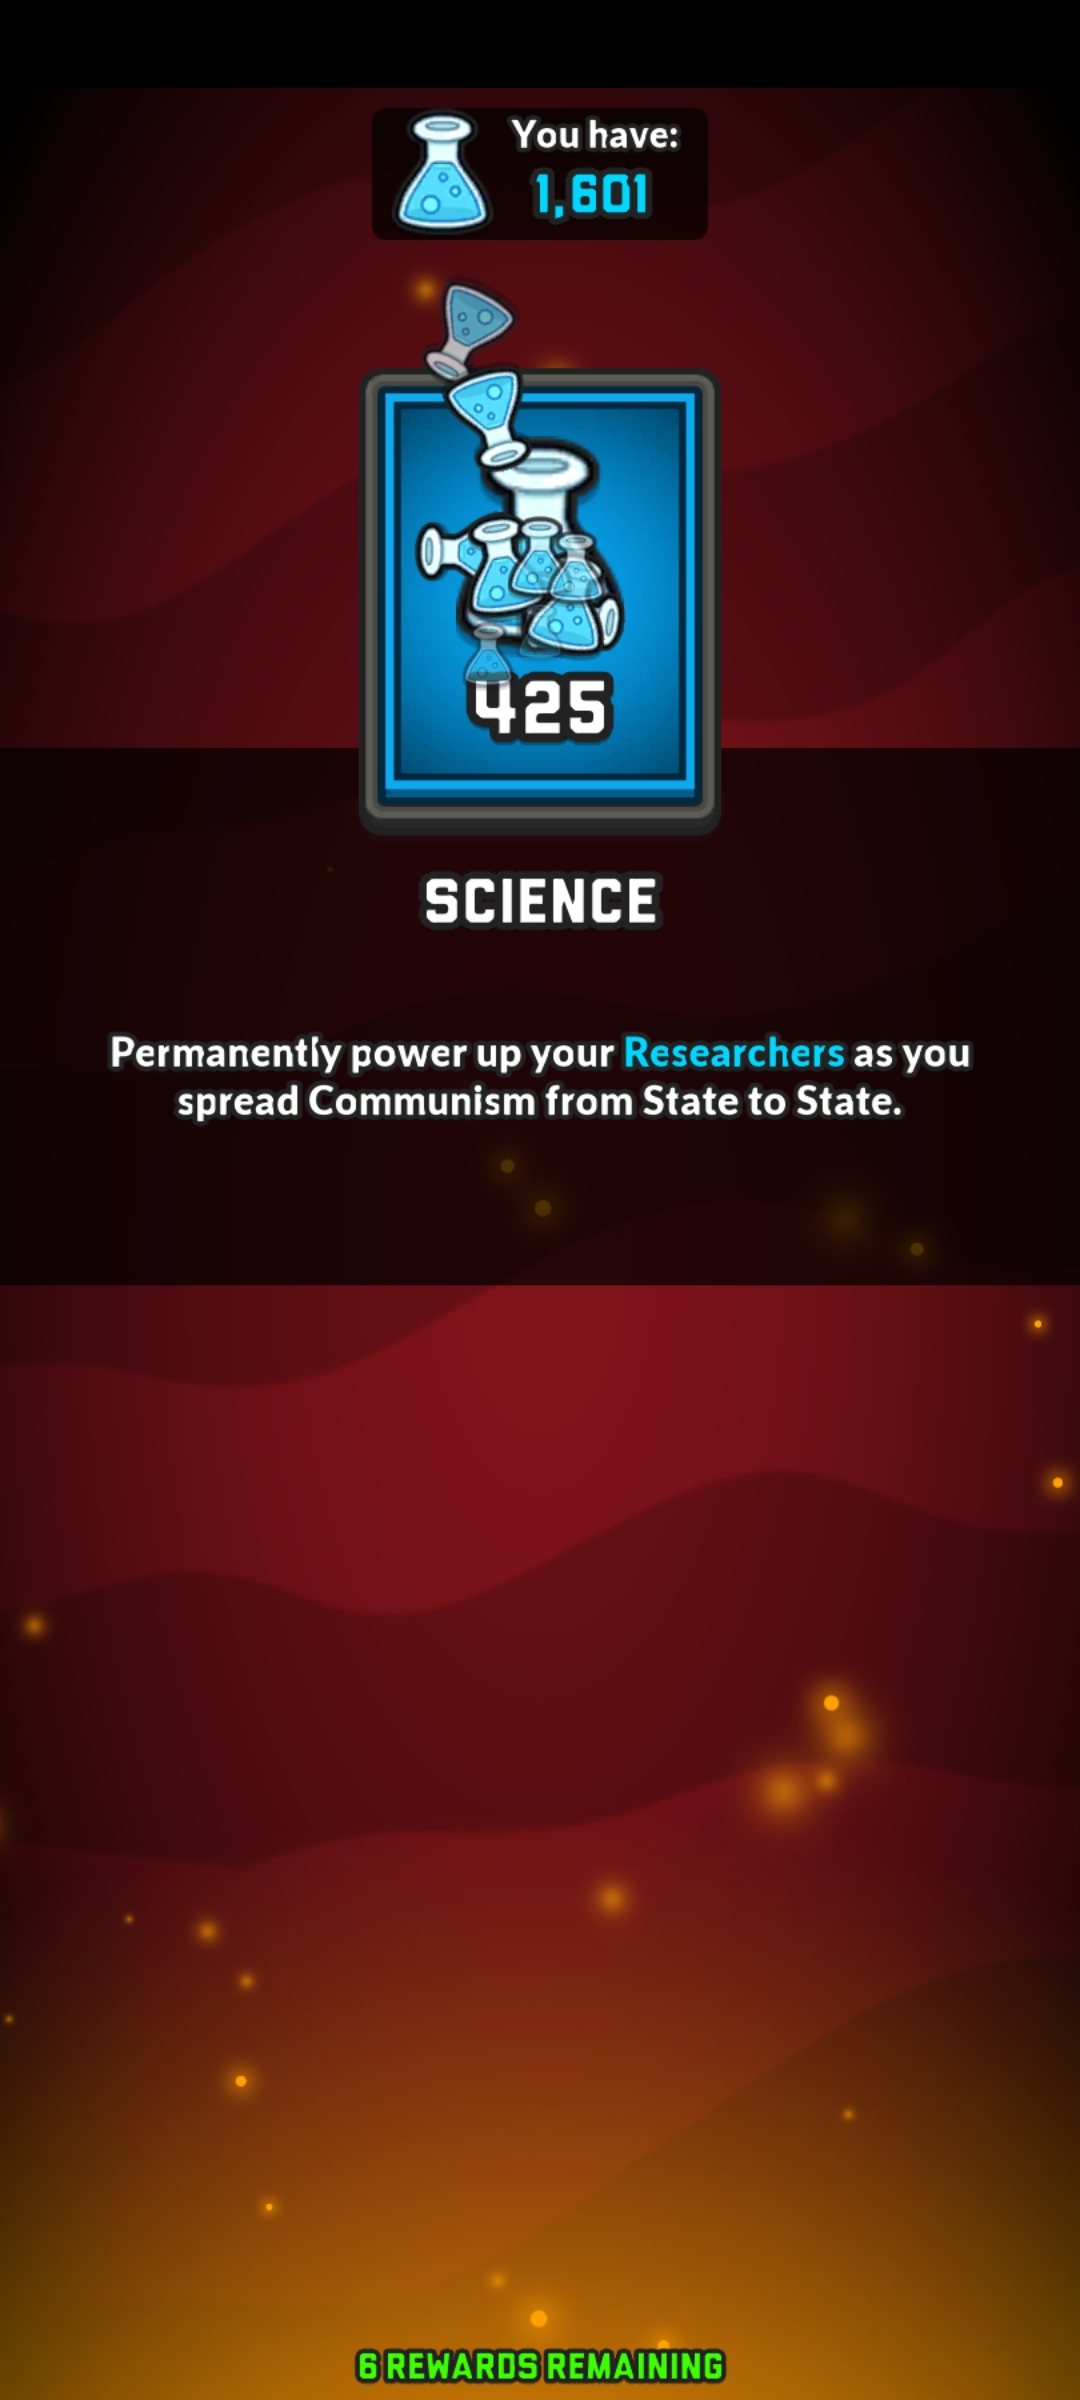 You have:
1,601
425
SCIENCE
Permanently power up your Researchers as you
spread Communism from State to State.
6 REWARDS REMAINING